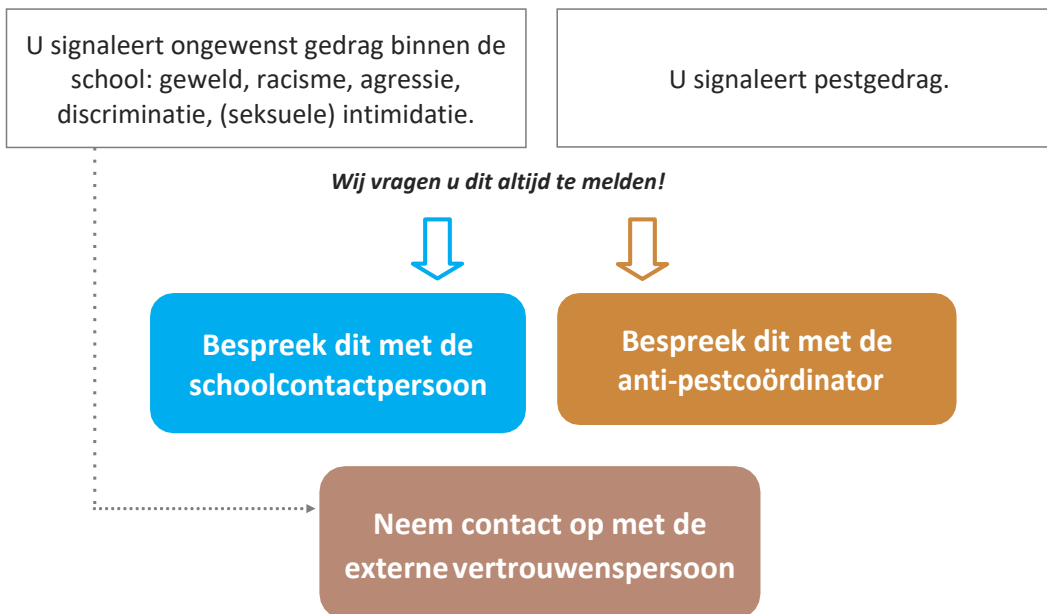 U signaleert ongewenst gedrag binnen de
school: geweld, racisme, agressie,
discriminatie, (seksuele) intimidatie.
U signaleert pestgedrag.
Wij vragen u dit altijd te melden!
Bespreek dit met de
schoolcontactpersoon
Bespreek dit met de
anti-pestcoördinator
Neem contact op met de
externe vertrouwenspersoon